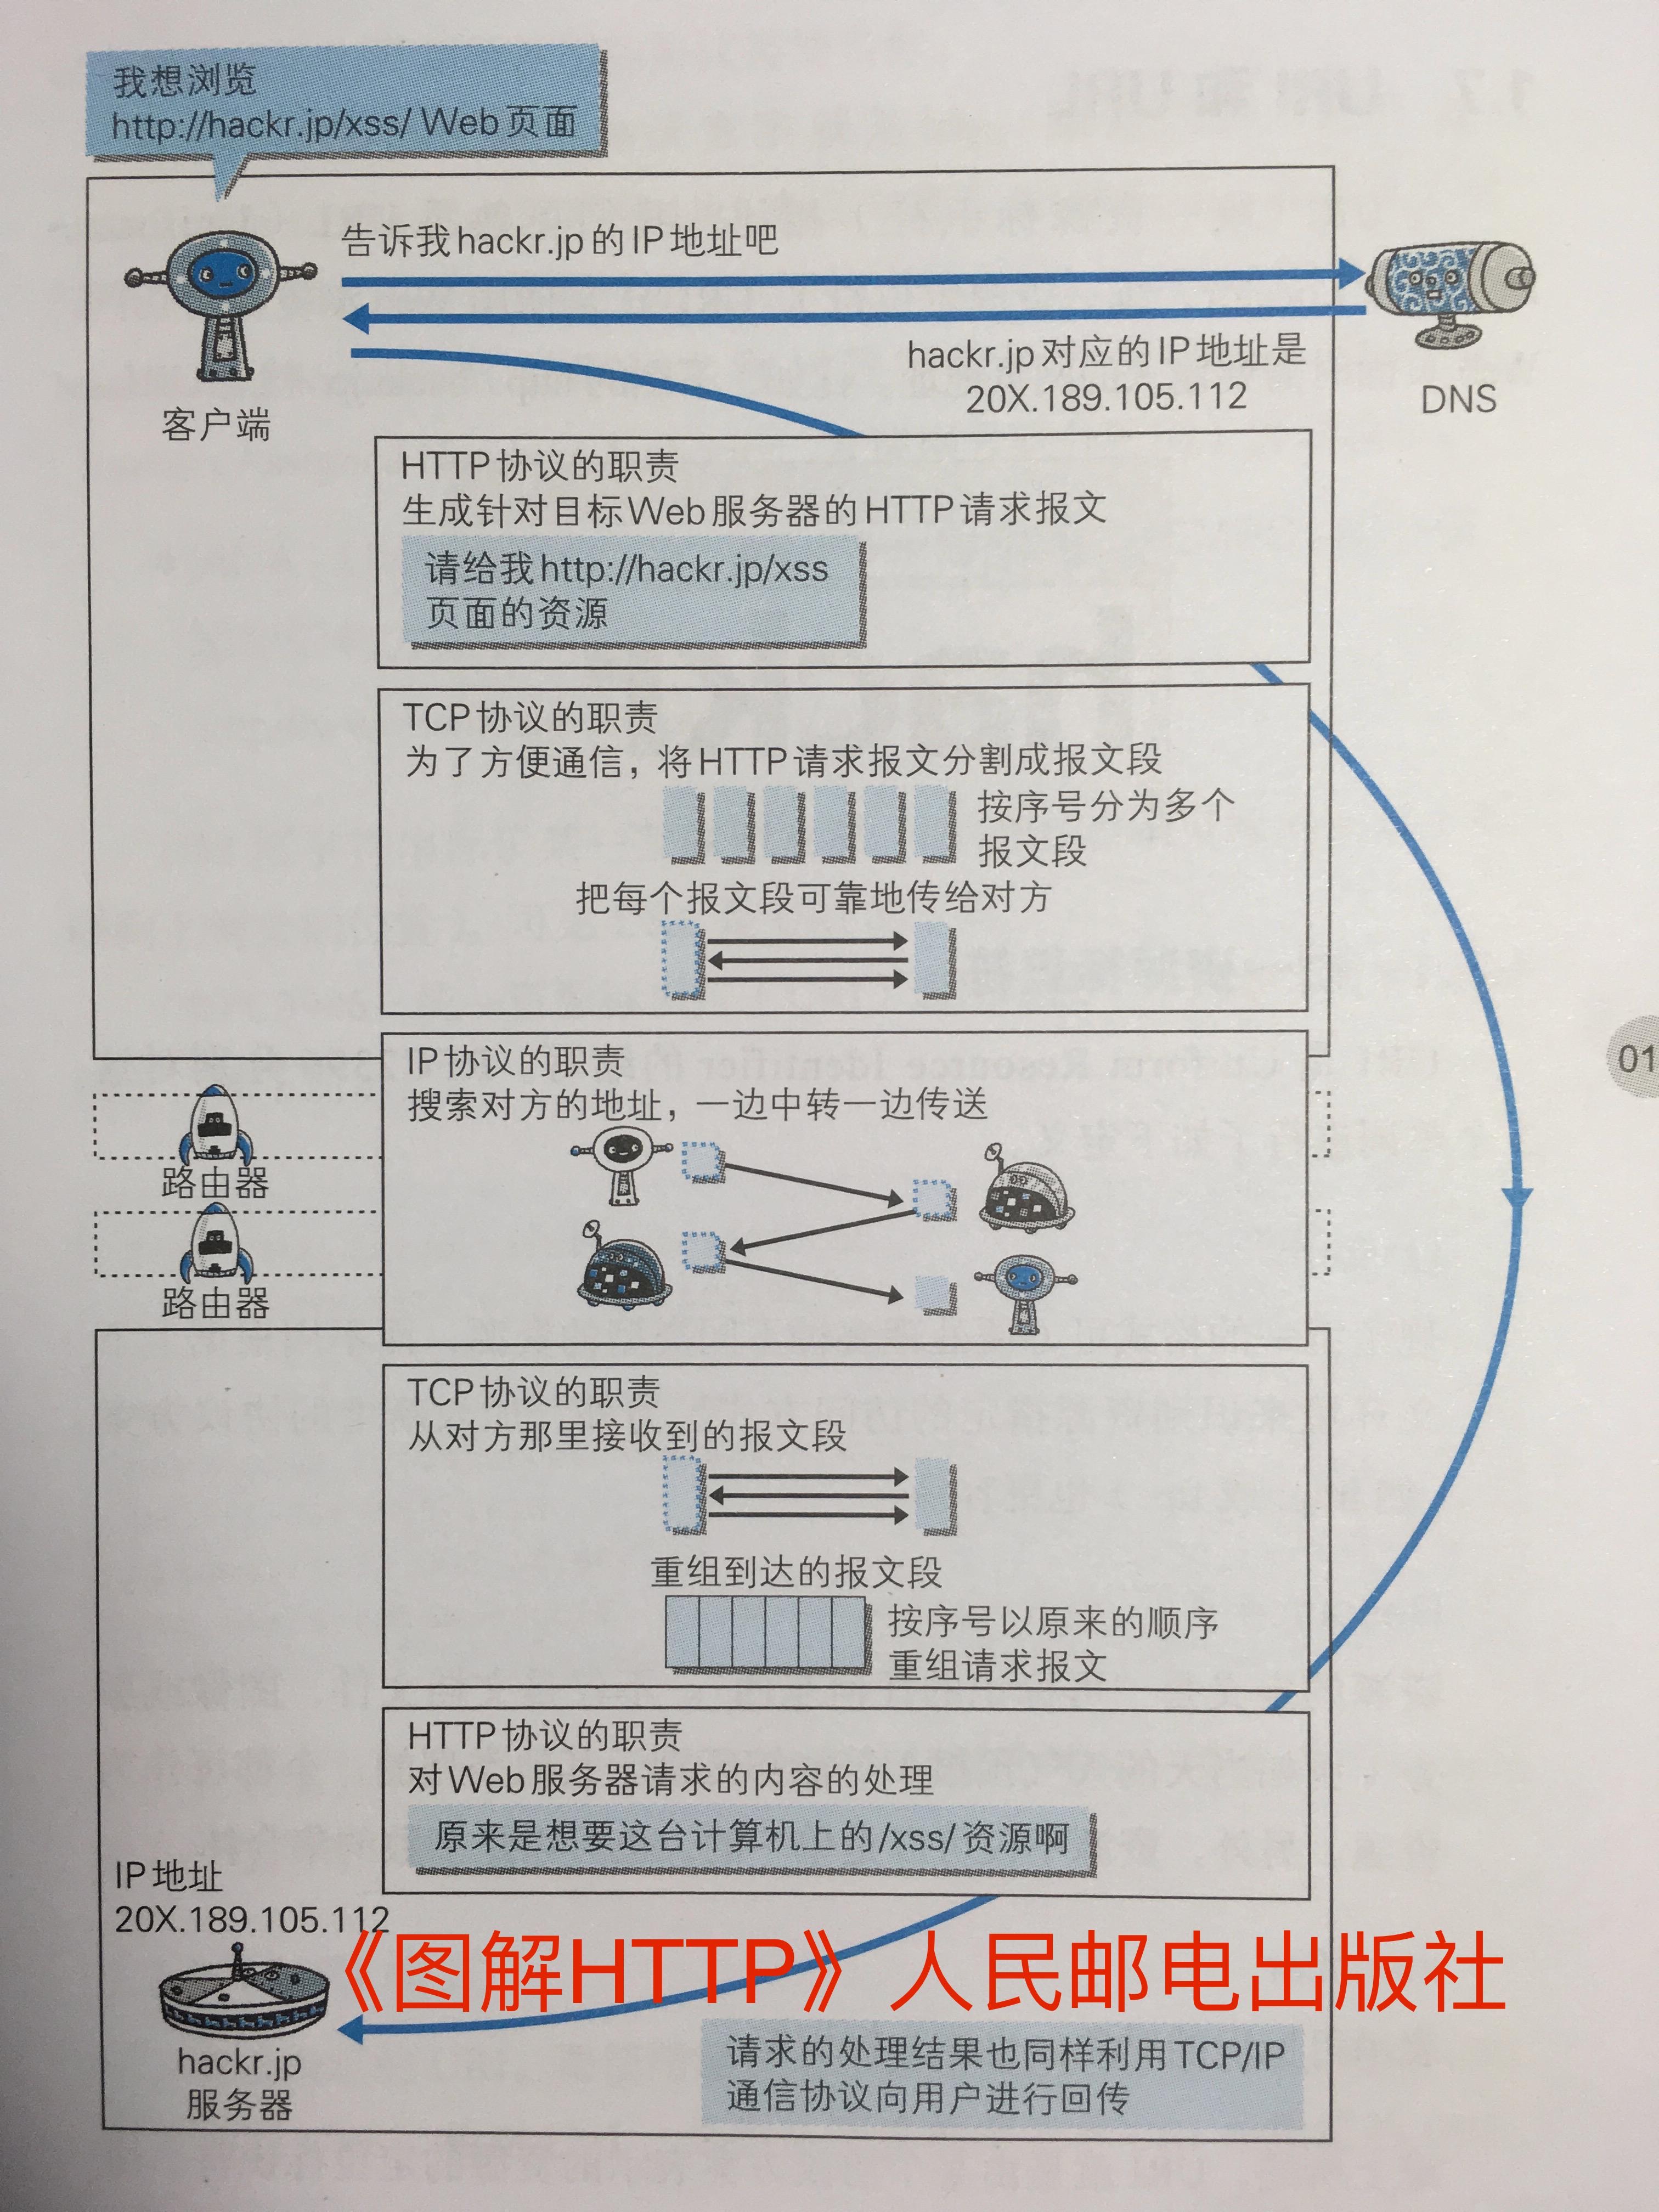 我想浏览
http://hackr.jp/xss/ Web页面
告诉我hackr.jp的IP地址吧
hackr.jp对应的IP地址是
20X.189.105.112
DNS
客户端
HTTP协议的职责
生成针对目标Web服务器的HTTP请求报文
请给我http://hackr.jp/xss
页面的资源
TCP协议的职责
为了方便通信，将HTTP请求报文分割成报文段
按序号分为多个
报文段
把每个报文段可靠地传给对方
IP协议的职责
搜索对方的地址，一边中转一边传送
01
路由器
路由器
TCP协议的职责
从对方那里接收到的报文段
重组到达的报文段
按序号以原来的顺序
重组请求报文
HTTP协议的职责
对Web服务器请求的内容的处理
原来是想要这台计算机上的/xss/资源啊
IP地址
20X.189.105.112
《图解HTTP》人民邮电出版社
hackr.jp
服务器
请求的处理结果也同样利用TCP/IP
通信协议向用户进行回传